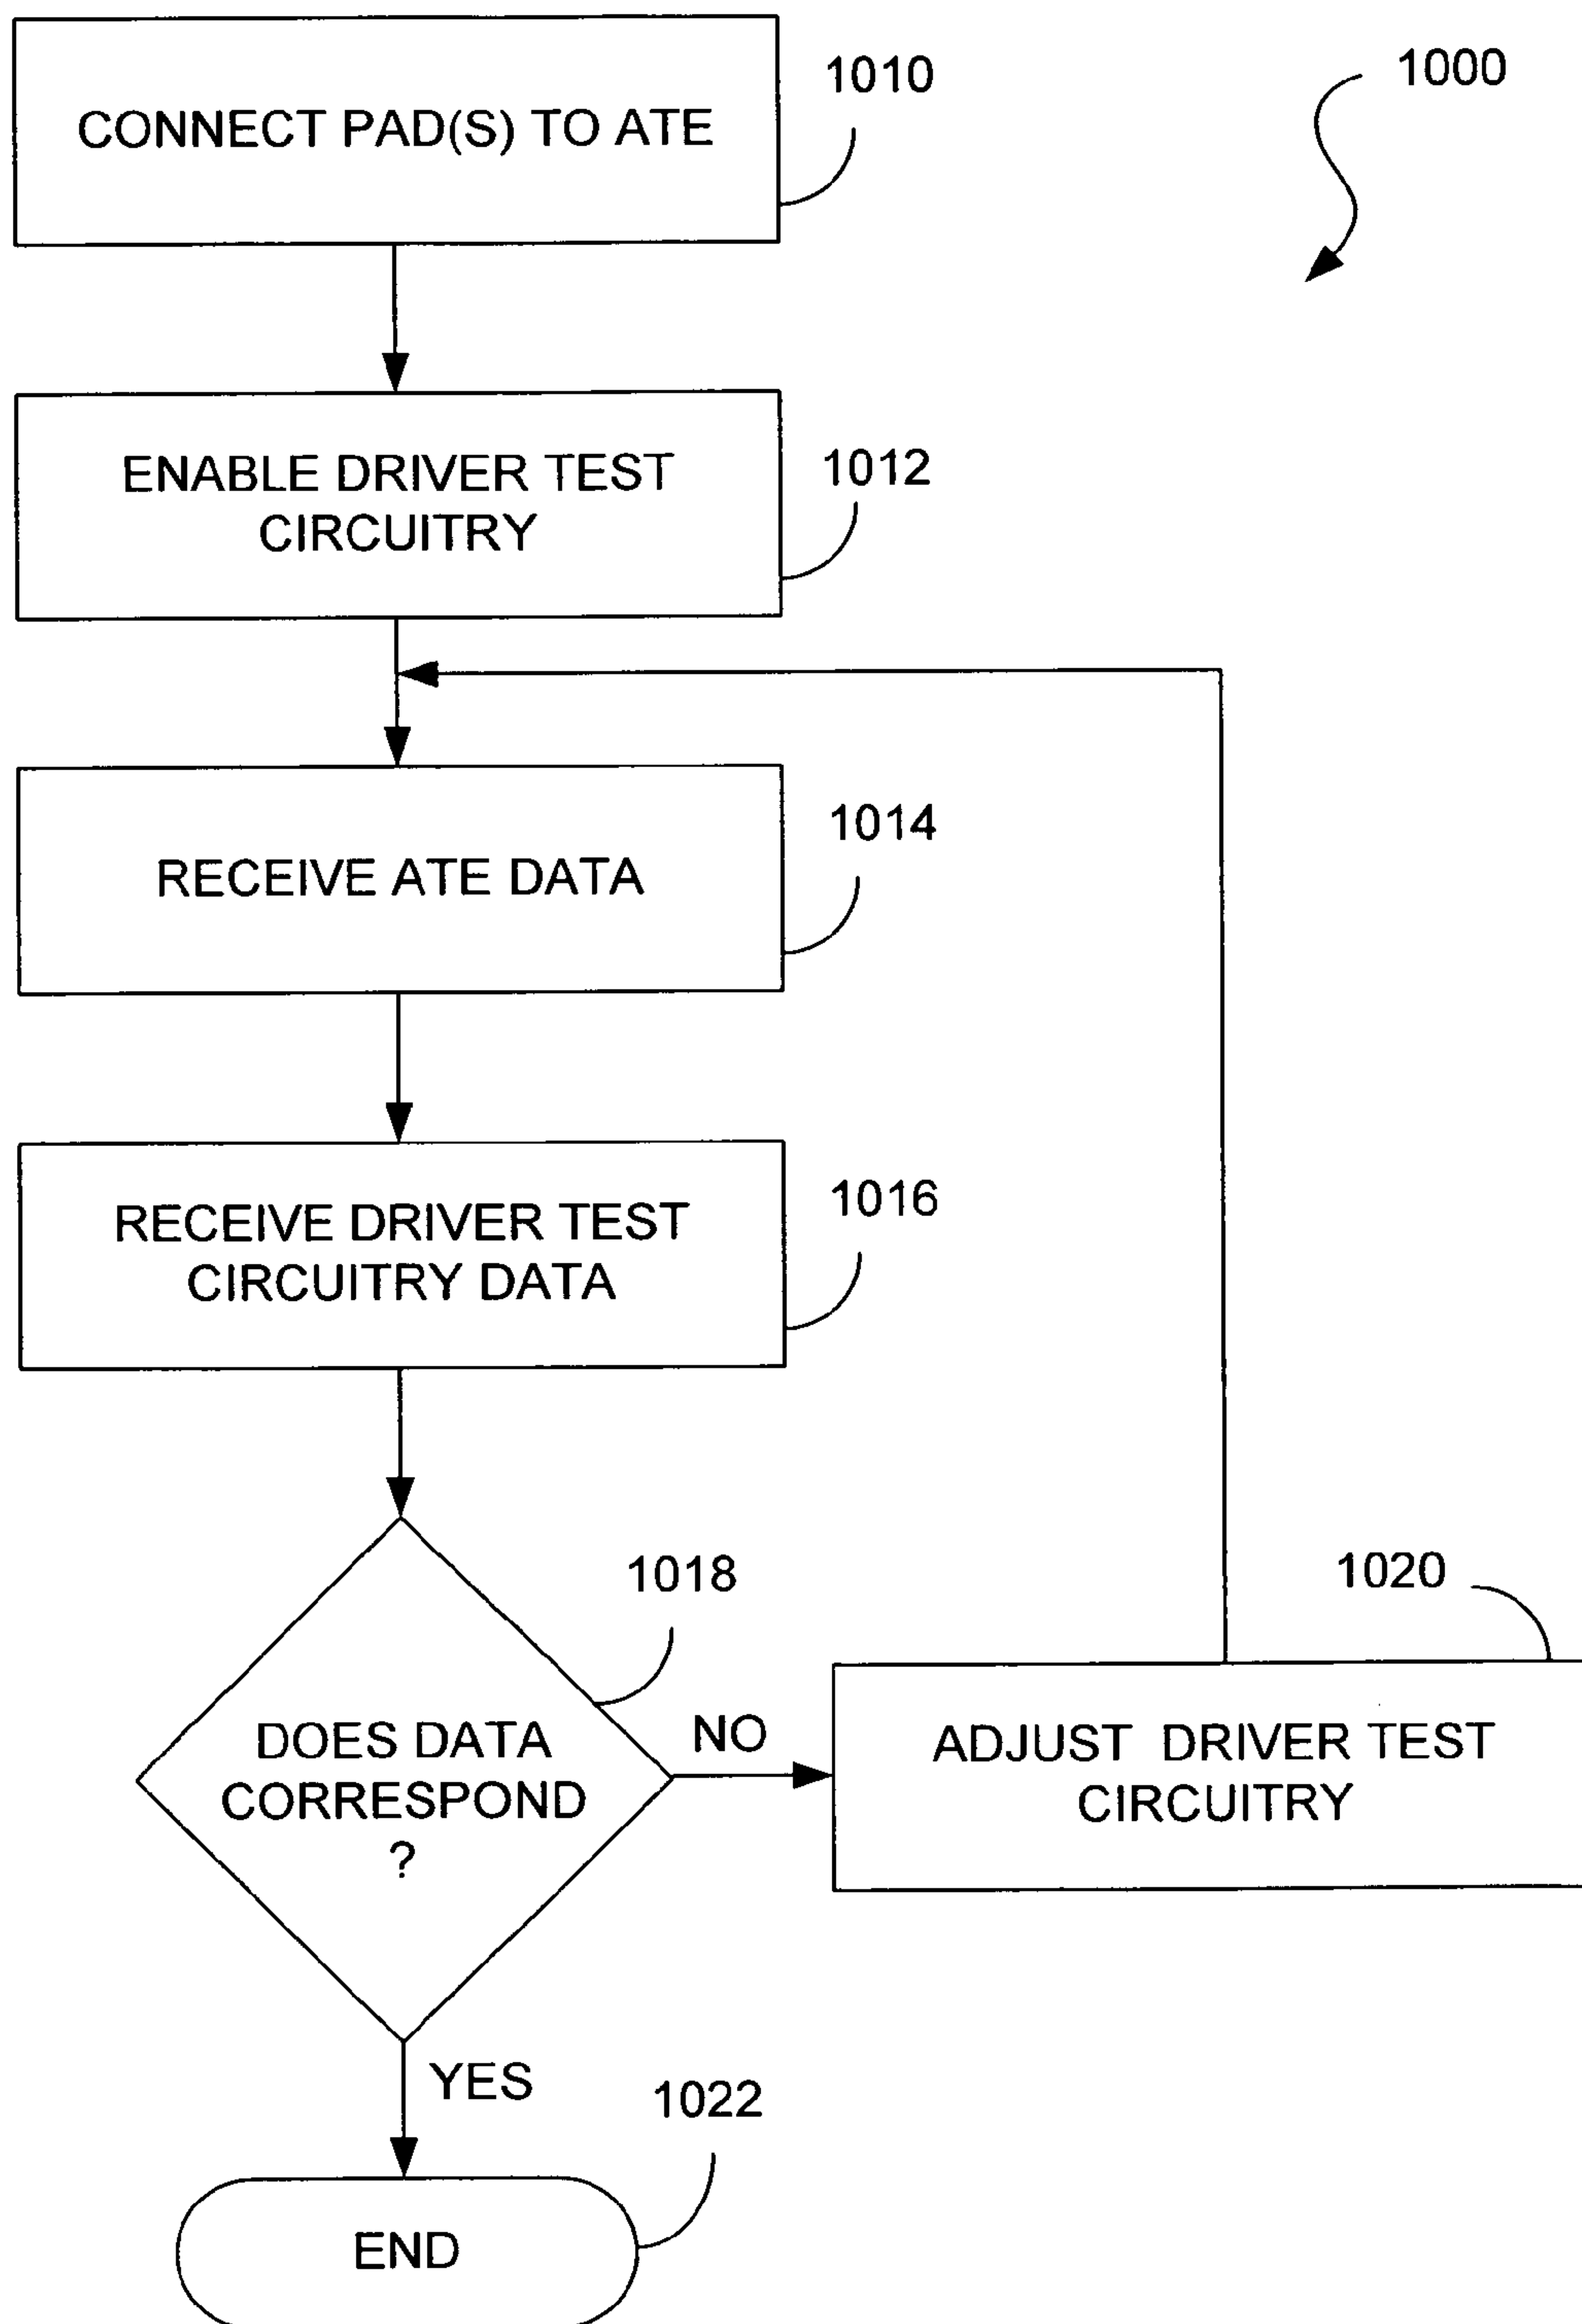 1000
CONNECT PAD(S) TO ATE
1010
ENABLE DRIVER TEST
CIRCUITRY
1012
RECEIVE ATE DATA
1014
RECEIVE DRIVER TEST
CIRCUITRY DATA
1016
DOES DATA
CORRESPOND
?
1018
NO
ADJUST DRIVER TEST
CIRCUITRY
1020
YES
END
1022